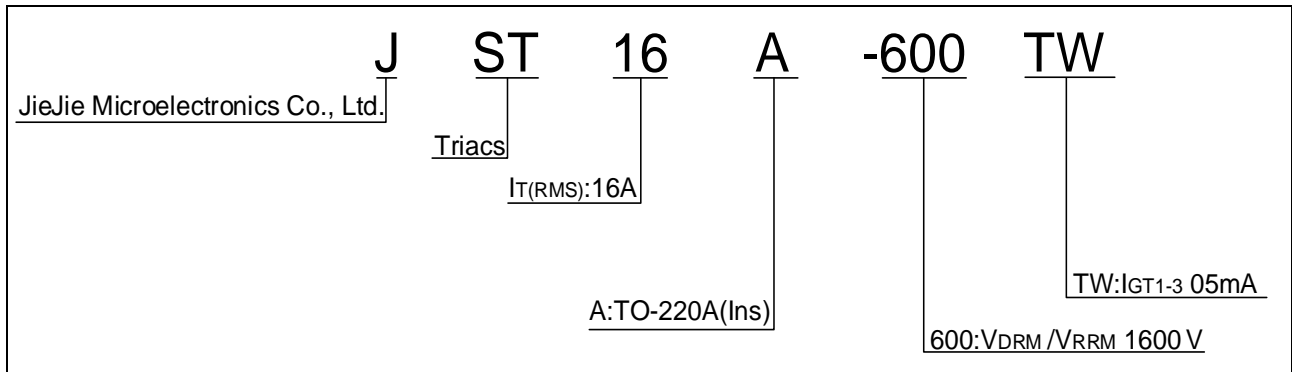 J ST 16 A -600 TW
JieJie Microelectronics Co., Ltd.
Triacs
IT(RMS):16A
TW:IGT1-3 05mA
A:TO-220A(Ins)
600:VDRM /VRRM 1600 V